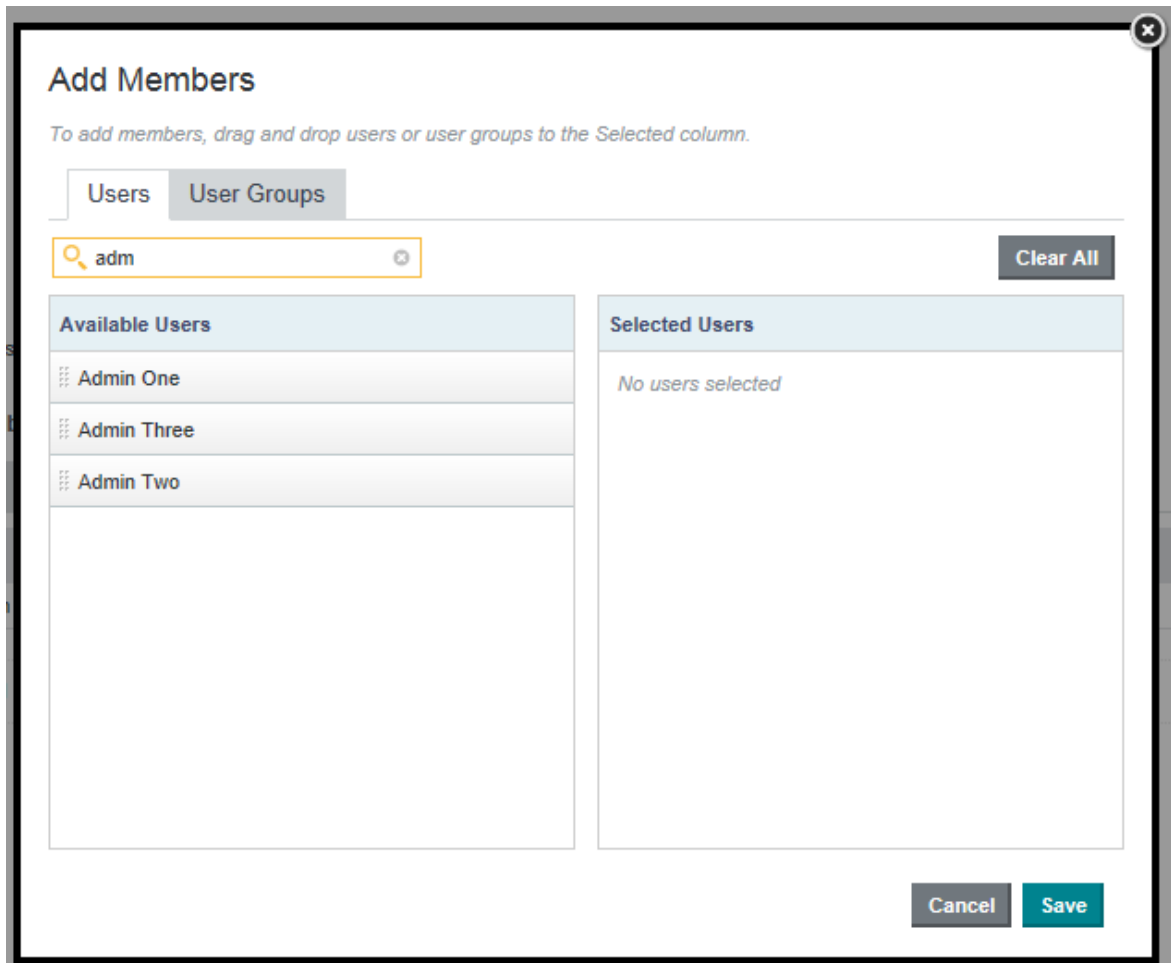 Add Members
To add members, drag and drop users or user groups to the Selected column.
Users User Groups
adm
Clear All
Available Users
Selected Users
Admin One
No users selected
Admin Three
Admin Two
Cancel Save